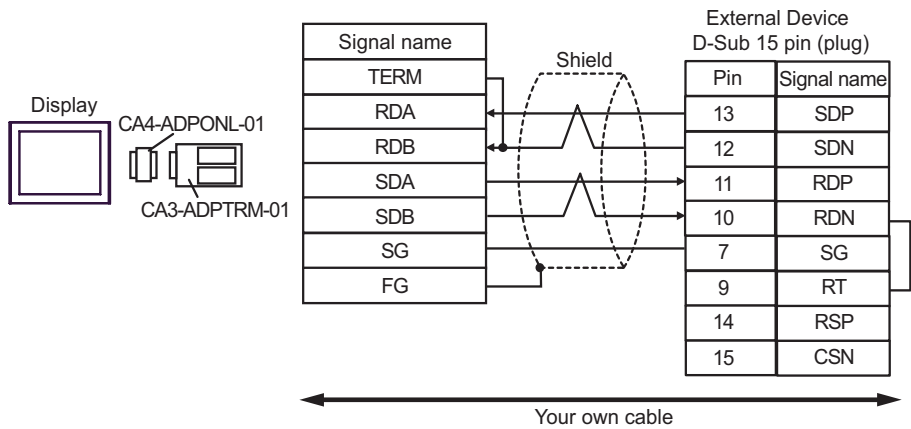 External Device
D-Sub 15 pin (plug)
Signal name
Shield
TERM
Pin
Signal name
Display
CA4-ADPONL-01
RDA
13
SDP
RDB
12
SDN
CA3-ADPTRM-01
SDA
11
RDP
SDB
10
RDN
SG
7
SG
FG
9
RT
14
RSP
15
CSN
Your own cable